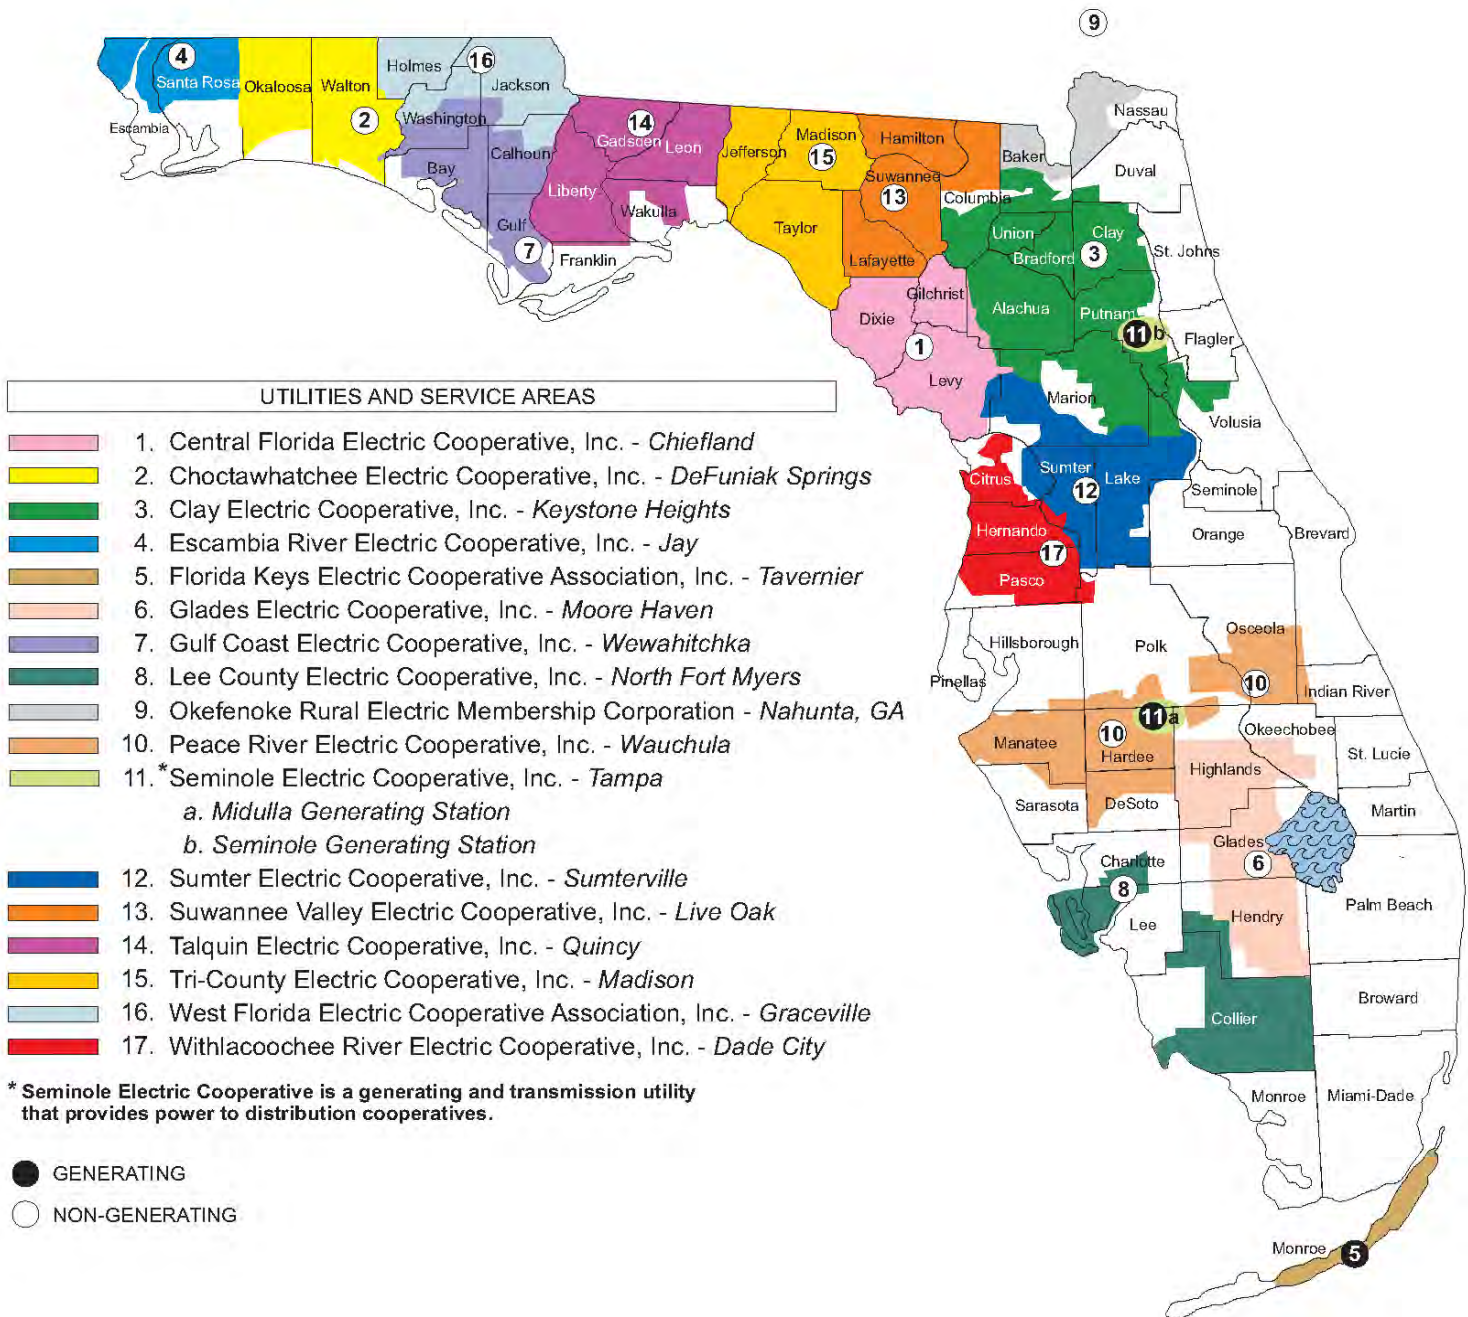 9
4
16
Holmes
Jackson
Santa Rosa
Okaloosa
Walton
2
Washington
Escambia
14
Gadsden
Leon
Madison
Jefferson
15
Hamilton
Nassau
Baker
Duval
Bay
Calhoun
Liberty
Suwannee
13
Columbia
Wakulla
Gulf
7
Franklin
Taylor
Union
Clay
Bradford
3
St. Johns
Lafayette
Gilchrist
Dixie
Alachua
Putnam
11 b
Flagler
1
Levy
Marion
Volusia
UTILITIES AND SERVICE AREAS
1. Central Florida Electric Cooperative, Inc. - Chiefland
2. Choctawhatchee Electric Cooperative, Inc. - DeFuniak Springs
3. Clay Electric Cooperative, Inc. - Keystone Heights
4. Escambia River Electric Cooperative, Inc. - Jay
5. Florida Keys Electric Cooperative Association, Inc. - Tavernier
6. Glades Electric Cooperative, Inc. - Moore Haven
7. Gulf Coast Electric Cooperative, Inc. - Wewahitchka
8. Lee County Electric Cooperative, Inc. - North Fort Myers
9. Okefenoke Rural Electric Membership Corporation - Nahunta, GA
10. Peace River Electric Cooperative, Inc. - Wauchula
11.*Seminole Electric Cooperative, Inc. - Tampa
a. Midulla Generating Station
b. Seminole Generating Station
12. Sumter Electric Cooperative, Inc. - Sumterville
13. Suwannee Valley Electric Cooperative, Inc. - Live Oak
14. Talquin Electric Cooperative, Inc. - Quincy
15. Tri-County Electric Cooperative, Inc. - Madison
16. West Florida Electric Cooperative Association, Inc. - Graceville
17. Withlacoochee River Electric Cooperative, Inc. - Dade City
* Seminole Electric Cooperative is a generating and transmission utility
that provides power to distribution cooperatives.
GENERATING
NON-GENERATING
Citrus
Sumter
Lake
12
Seminole
Hernando
17
Orange
Brevard
Pasco
Hillsborough
Polk
Osceola
Pinellas
10
Indian River
11 a
Manatee
10
Hardee
Okeechobee
St. Lucie
Highlands
Sarasota
DeSoto
Martin
Glades
6
Charlotte
8
Lee
Hendry
Palm Beach
Collier
Broward
Monroe
Miami-Dade
Monroe
5